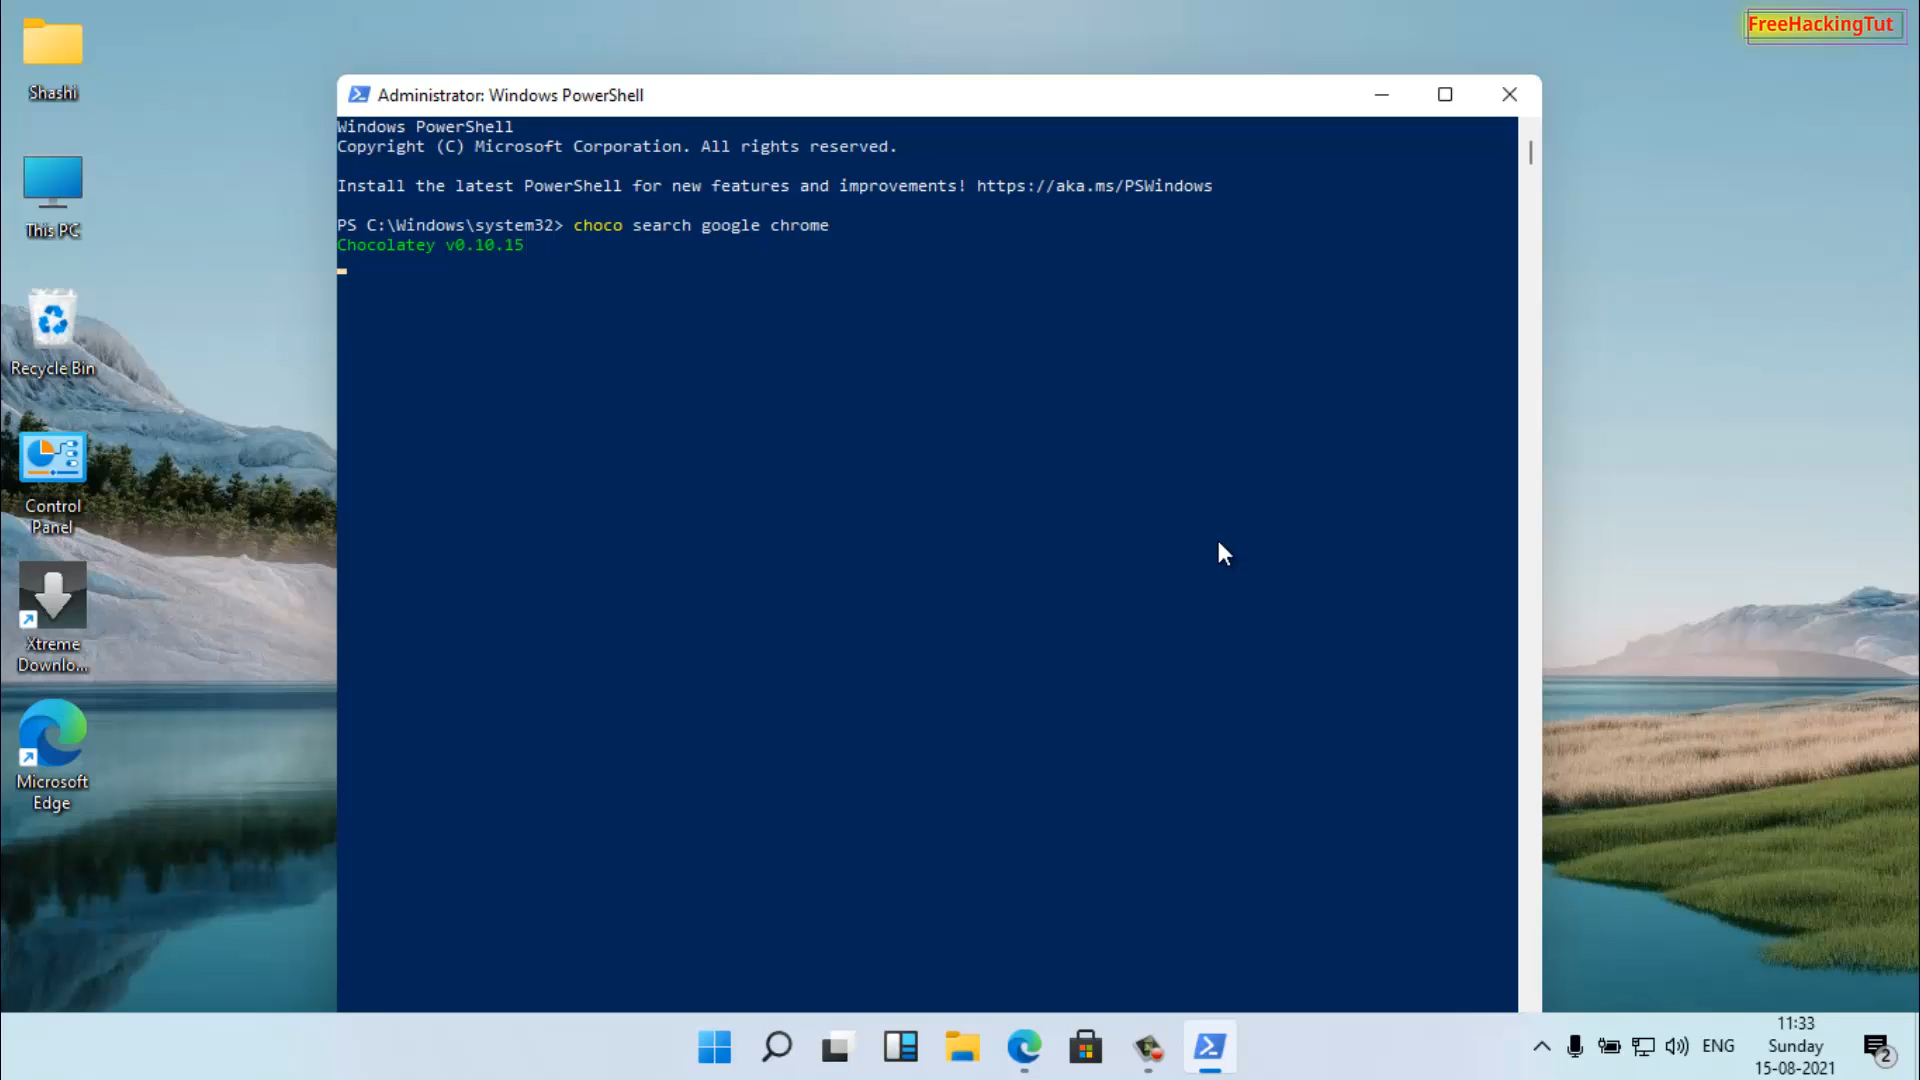 FreeHackingTut
Shashi
This PC
Recycle Bin
Control
Panel
Xtreme
Downlo...
Microsoft
Edge
Administrator: Windows PowerShell
Windows PowerShell
Copyright (C) Microsoft Corporation. All rights reserved.
Install the latest PowerShell for new features and improvements! https://aka.ms/PSWindows
PS C:\Windows\system32> choco search google chrome
Chocolatey v0.10.15
ENG
11:33
Sunday
15-08-2021
2